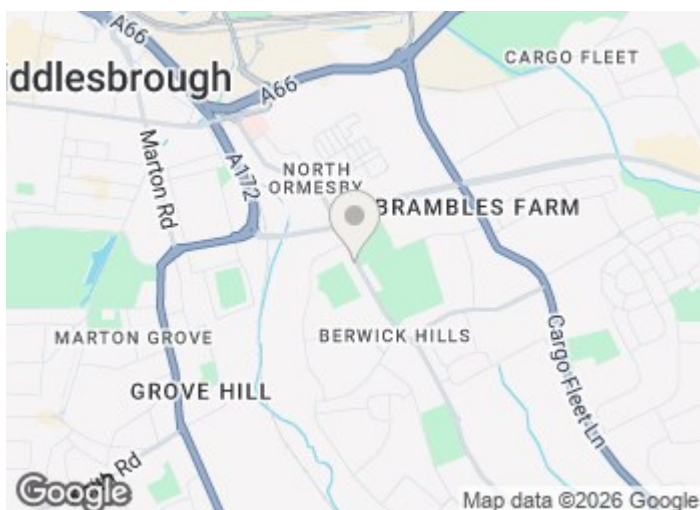 A66
CARGO FLEET
iddlesbrough
A66
Marton Rd
A172
NORTH
ORMESBY
BRAMBLES FARM
MARTON GROVE
BERWICK HILLS
Cargo Fleet Ln
GROVE HILL
Rd
Google
Map data ©2026 Google